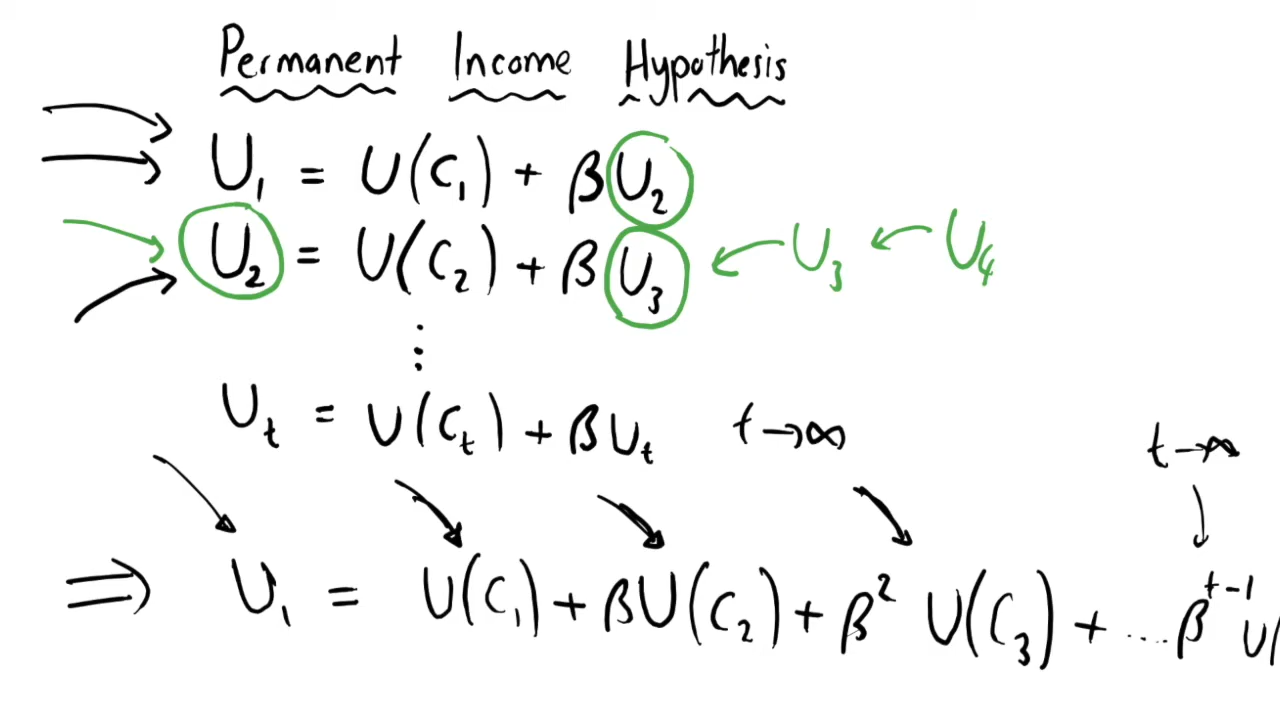 Permanent Income Hypothesis
U₁ = U(C₁) + βU₂
U₂ = U(C₂) + βU₃ ← U₃ ← U₄
⋮
Uₜ = U(Cₜ) + βUₜ t→∞ t→∞
⇒ U₁ = U(C₁) + βU(C₂) + β² U(C₃) + .... βᵗ⁻¹ U(